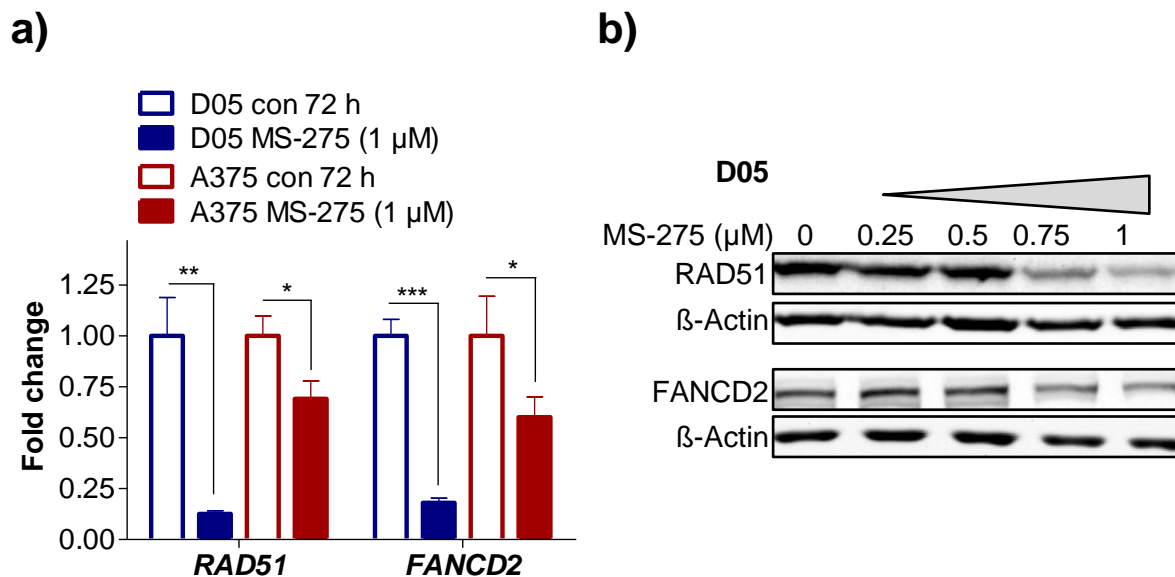 a)
D05 con 72 h
D05 MS-275 (1 µM)
A375 con 72 h
A375 MS-275 (1 µM)
Fold change
1.25
1.00
0.75
0.50
0.25
0.00
**
*
***
*
RAD51
FANCD2
b)
D05
MS-275 (µM) 0 0.25 0.5 0.75 1
RAD51
ß-Actin
FANCD2
ß-Actin